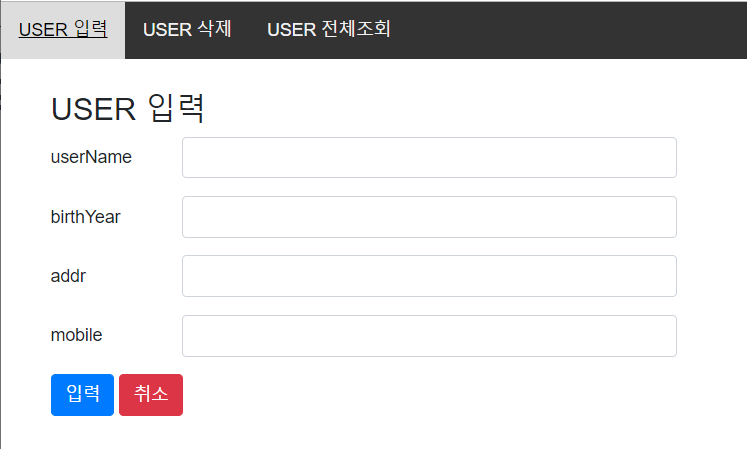 USER 입력 USER 삭제 USER 전체조회
USER 입력
userName
birthYear
addr
mobile
입력 취소